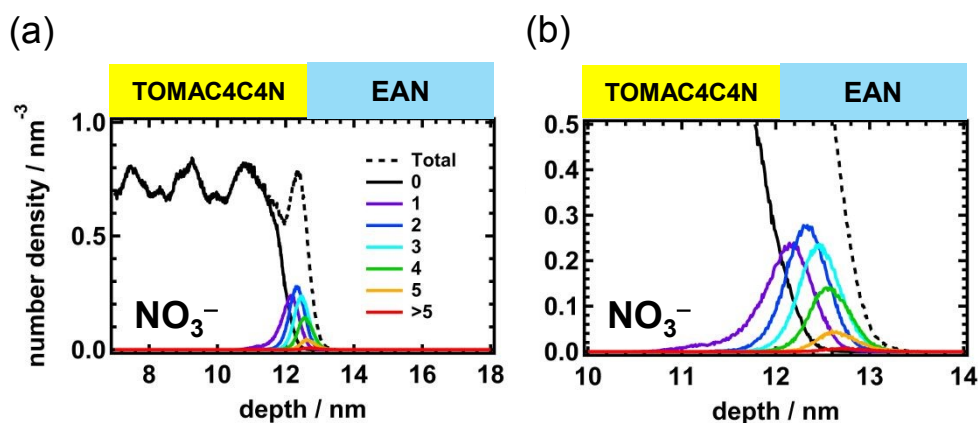 (a)
TOMAC4C4N EAN
number density / nm⁻³
1.0
0.5
0.0
Total
0
1
2
3
4
5
>5
NO₃⁻
8 10 12 14 16 18
depth / nm
(b)
TOMAC4C4N EAN
0.5
0.4
0.3
0.2
0.1
0.0
NO₃⁻
10 11 12 13 14
depth / nm